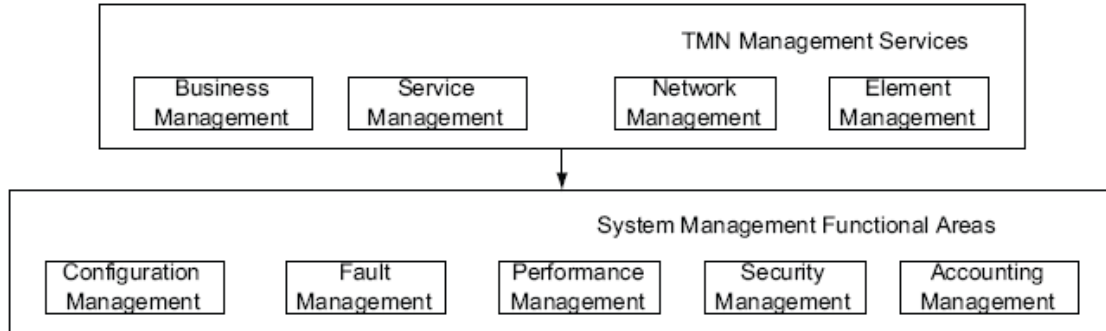 TMN Management Services
Business
Management
Service
Management
Network
Management
Element
Management
System Management Functional Areas
Configuration
Management
Fault
Management
Performance
Management
Security
Management
Accounting
Management